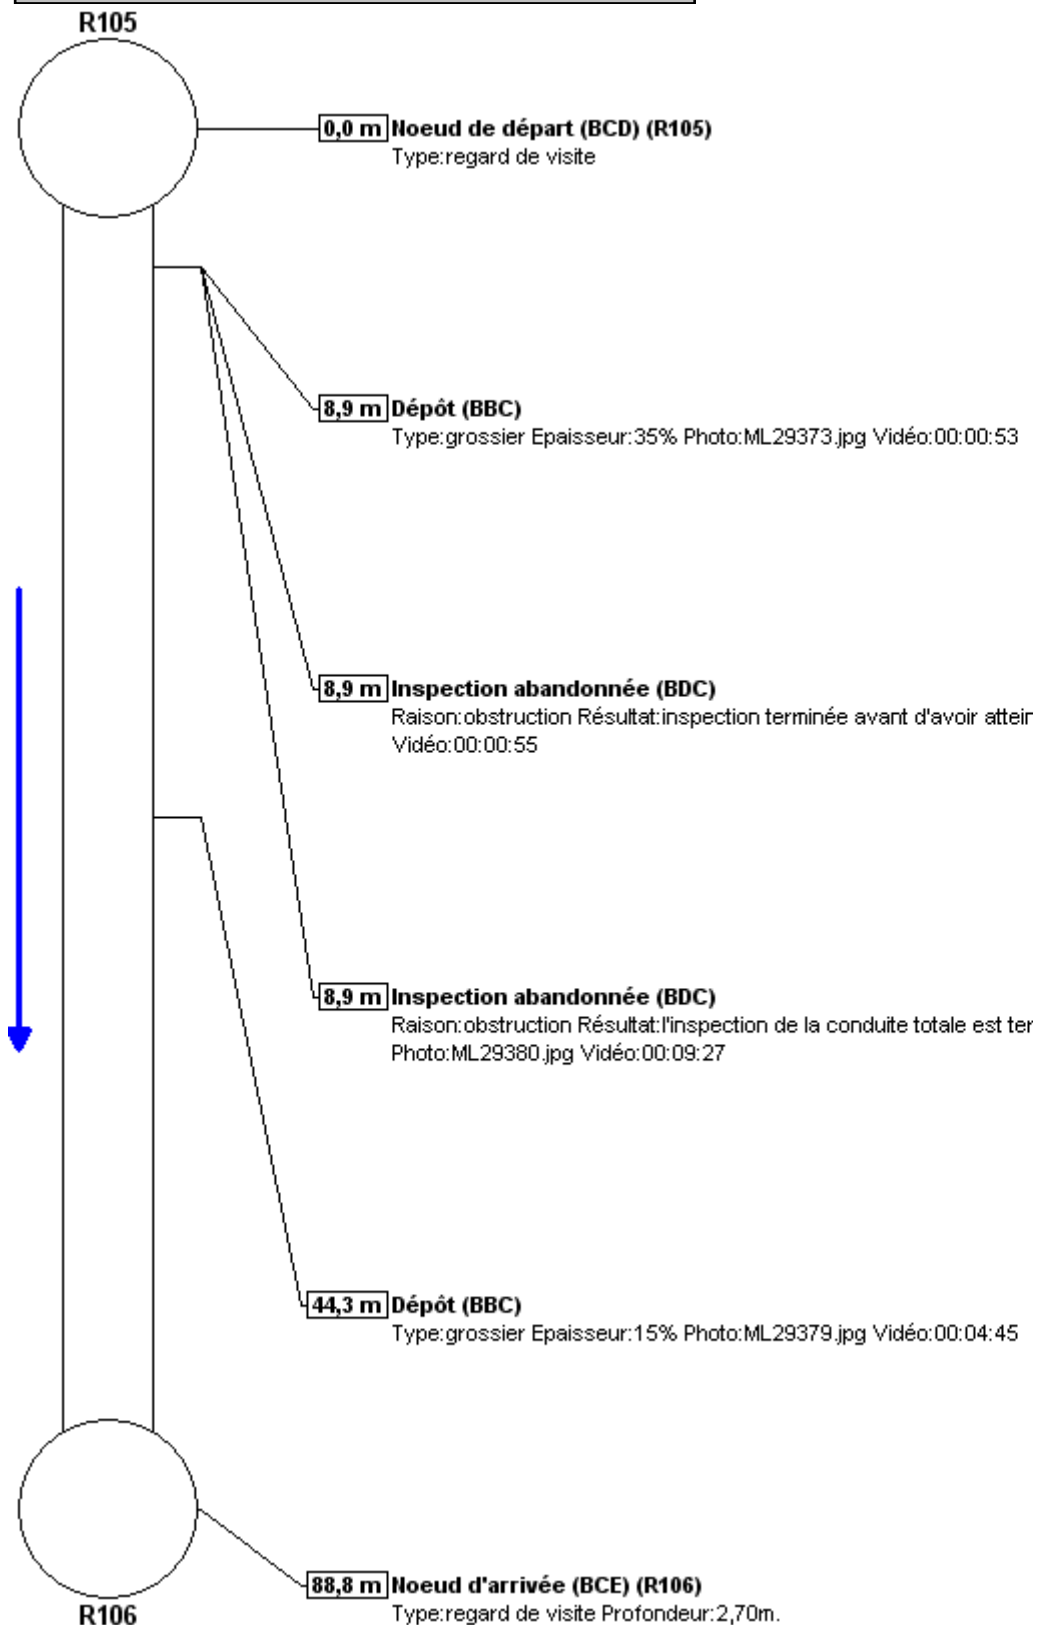 R105
0,0 m Noeud de départ (BCD) (R105)
Type:regard de visite
8,9 m Dépôt (BBC)
Type:grossier Epaisseur:35% Photo:ML29373.jpg Vidéo:00:00:53
8,9 m Inspection abandonnée (BDC)
Raison:obstruction Résultat:inspection terminée avant d'avoir attein
Vidéo:00:00:55
8,9 m Inspection abandonnée (BDC)
Raison:obstruction Résultat:l'inspection de la conduite totale est ter
Photo:ML29380.jpg Vidéo:00:09:27
44,3 m Dépôt (BBC)
Type:grossier Epaisseur:15% Photo:ML29379.jpg Vidéo:00:04:45
88,8 m Noeud d'arrivée (BCE) (R106)
Type:regard de visite Profondeur:2,70m.
R106